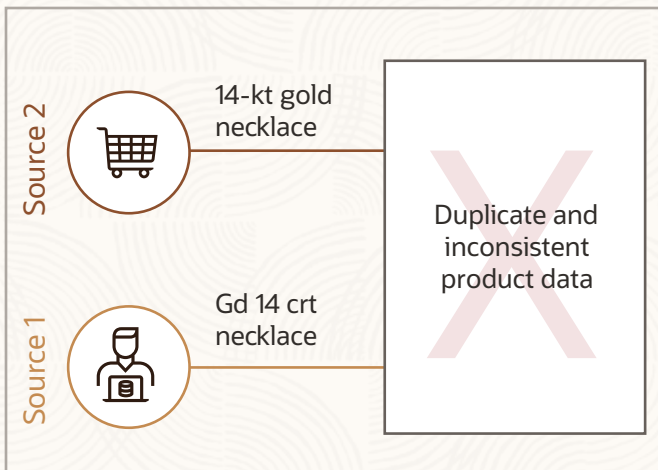 Source 2
14-kt gold
necklace
Source 1
Gd 14 crt
necklace
Duplicate and
inconsistent
product data
X